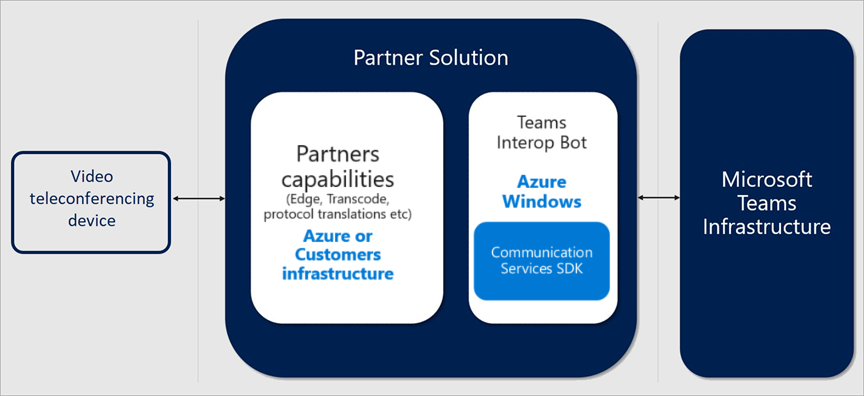 Partner Solution
Video
teleconferencing
device
Partners
capabilities
(Edge, Transcode,
protocol translations etc)
Azure or
Customers
infrastructure
Teams
Interop Bot
Azure
Windows
Communication
Services SDK
Microsoft
Teams
Infrastructure